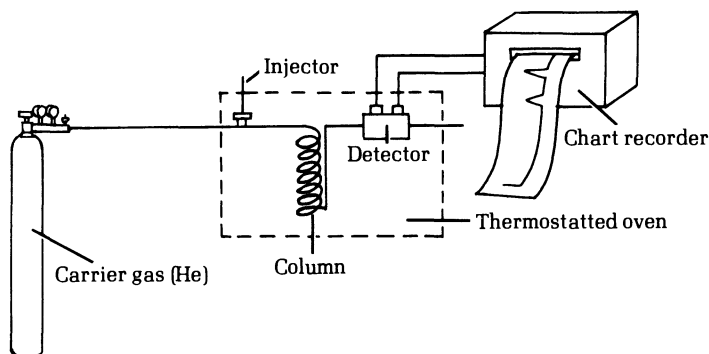 Injector
Chart recorder
Detector
Thermostatted oven
Column
Carrier gas (He)